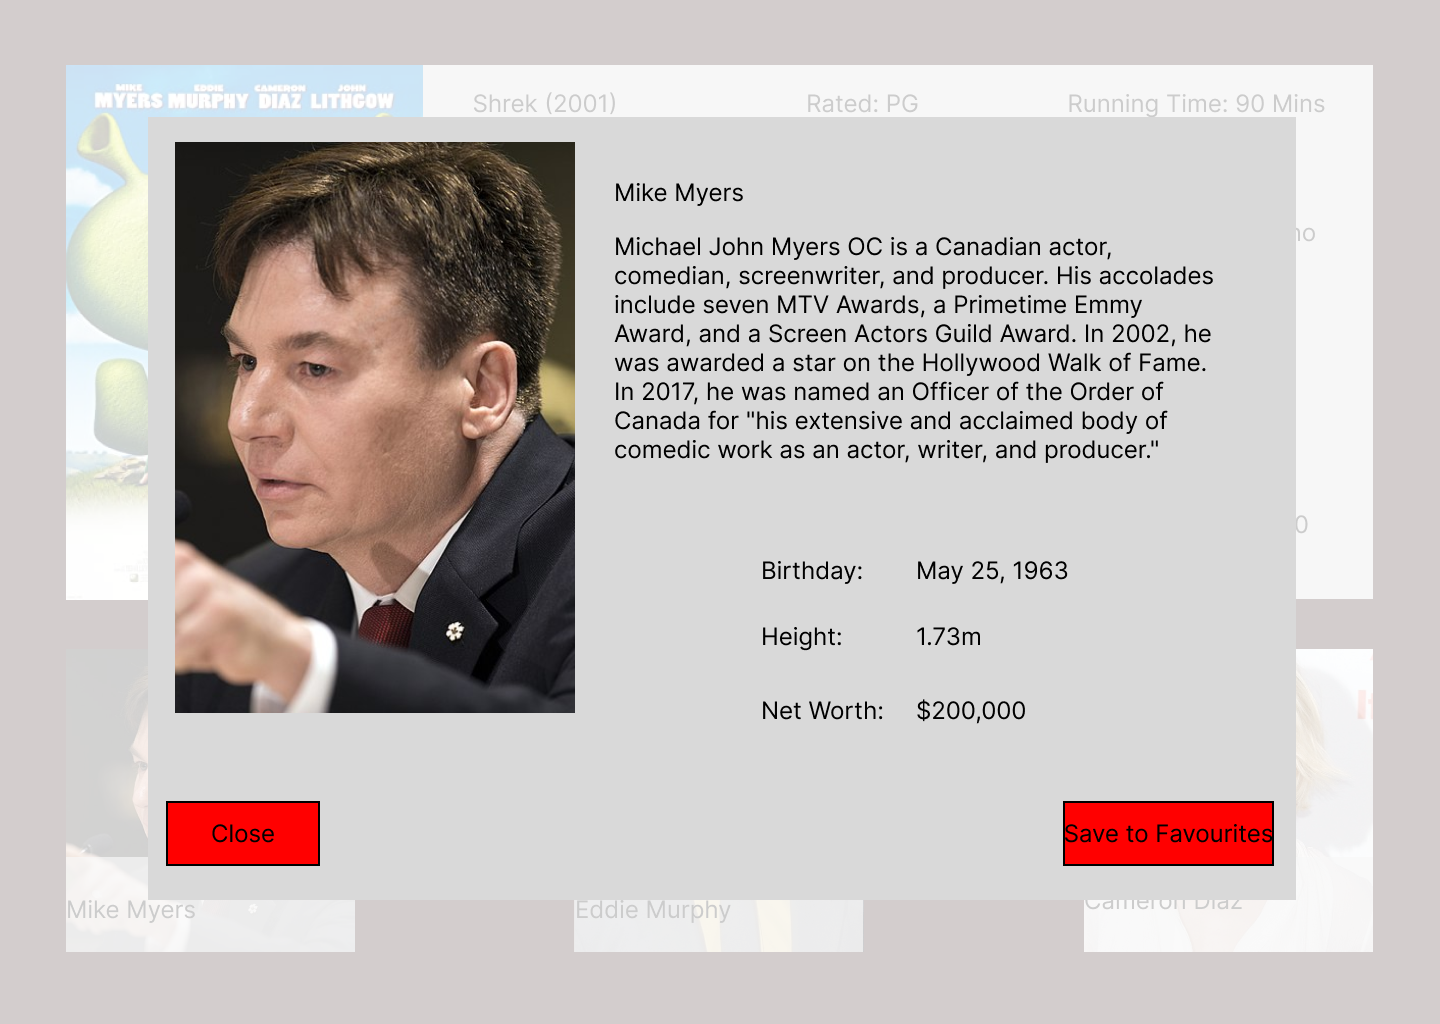 MIKE EDDIE CAMERON JOHN
MYERS MURPHY DIAZ LITHGOW
Shrek (2001) Rated: PG Running Time: 90 Mins
Mike Myers
Michael John Myers OC is a Canadian actor,
comedian, screenwriter, and producer. His accolades
include seven MTV Awards, a Primetime Emmy
Award, and a Screen Actors Guild Award. In 2002, he
was awarded a star on the Hollywood Walk of Fame.
In 2017, he was named an Officer of the Order of
Canada for "his extensive and acclaimed body of
comedic work as an actor, writer, and producer."
Birthday: May 25, 1963
Height: 1.73m
Net Worth: $200,000
Close Save to Favourites
Mike Myers Eddie Murphy Cameron Diaz